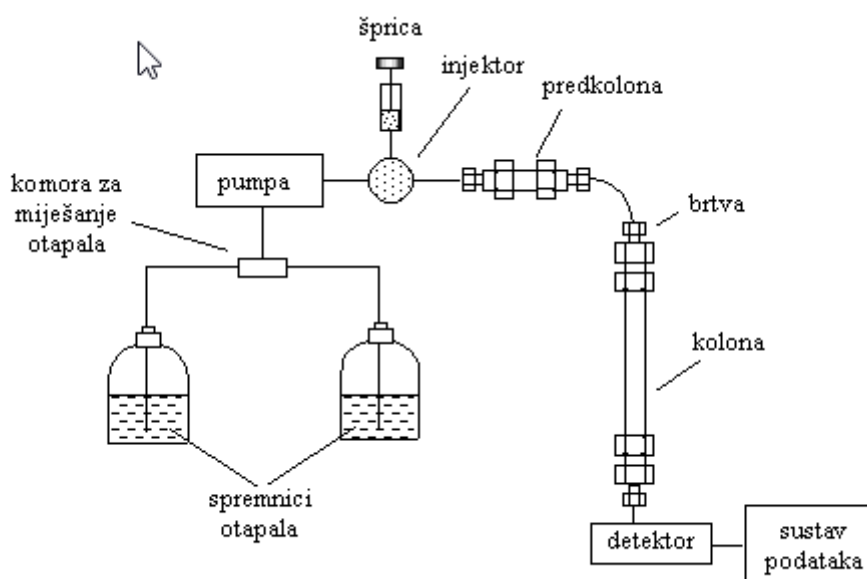 šprica
injektor
predkolona
pumpa
komora za
miješanje
otapala
brtva
kolona
spremnici
otapala
detektor
sustav
podataka